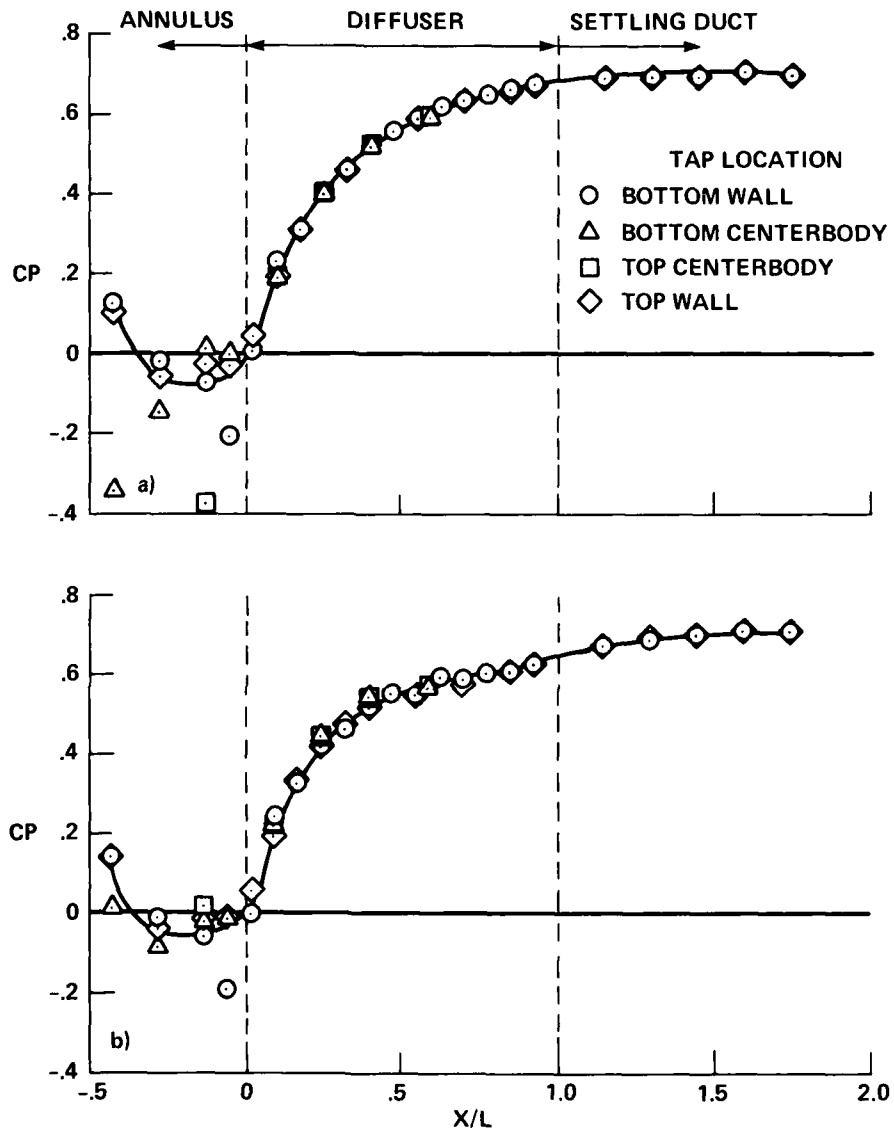 ANNULUS DIFFUSER SETTLING DUCT
.8
.6
.4
.2
0
-.2
-.4
CP
TAP LOCATION
BOTTOM WALL
BOTTOM CENTERBODY
TOP CENTERBODY
TOP WALL
a)
.8
.6
.4
.2
0
-.2
-.4
CP
b)
-.5 0 .5 1.0 1.5 2.0
X/L